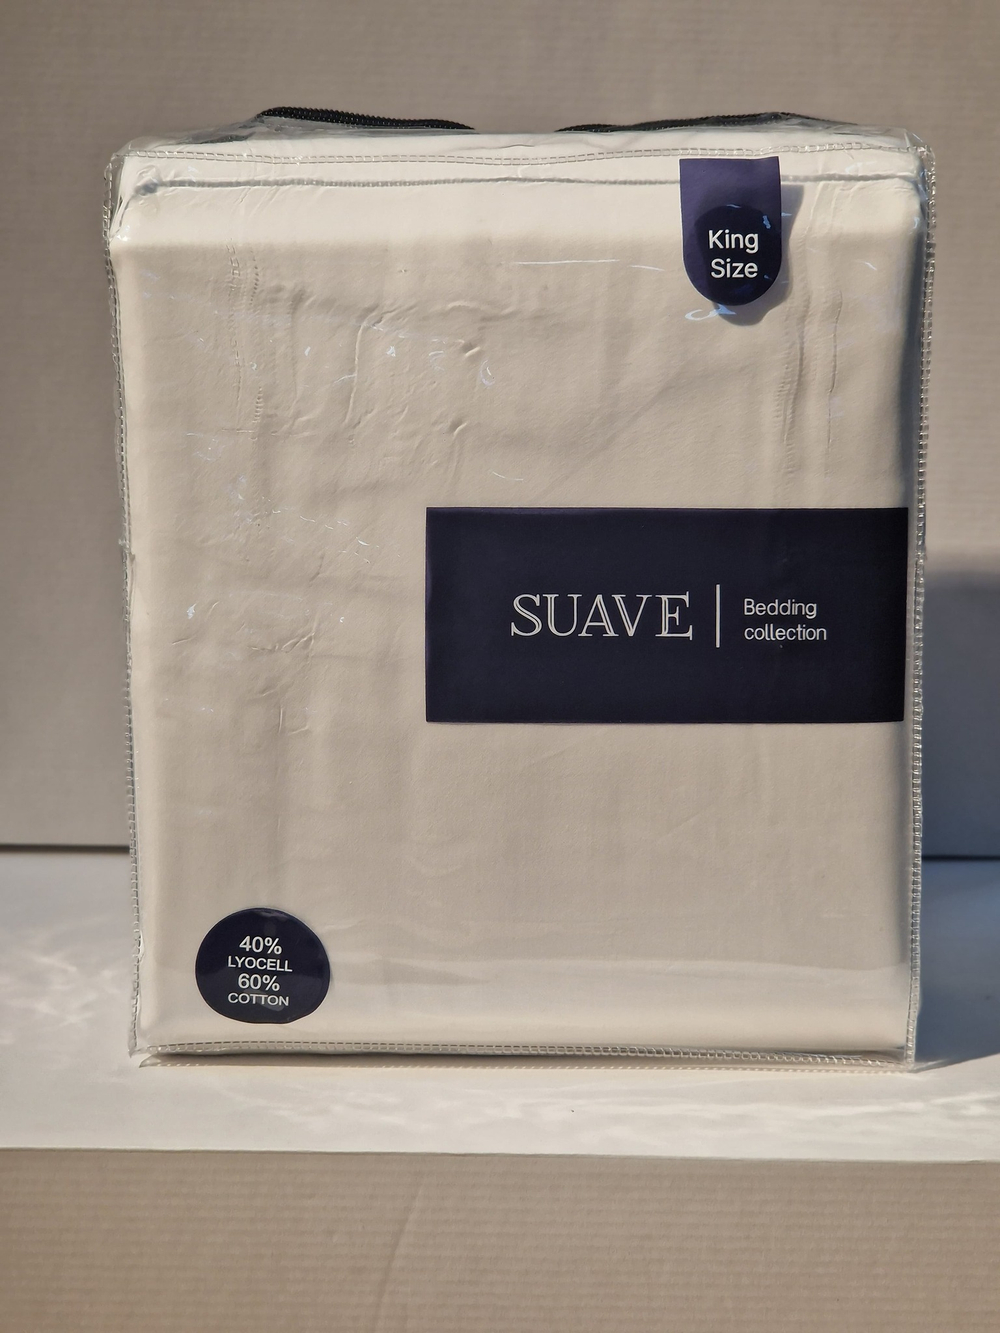 King
Size
SUAVE
Bedding
collection
40%
LYOCELL
60%
COTTON